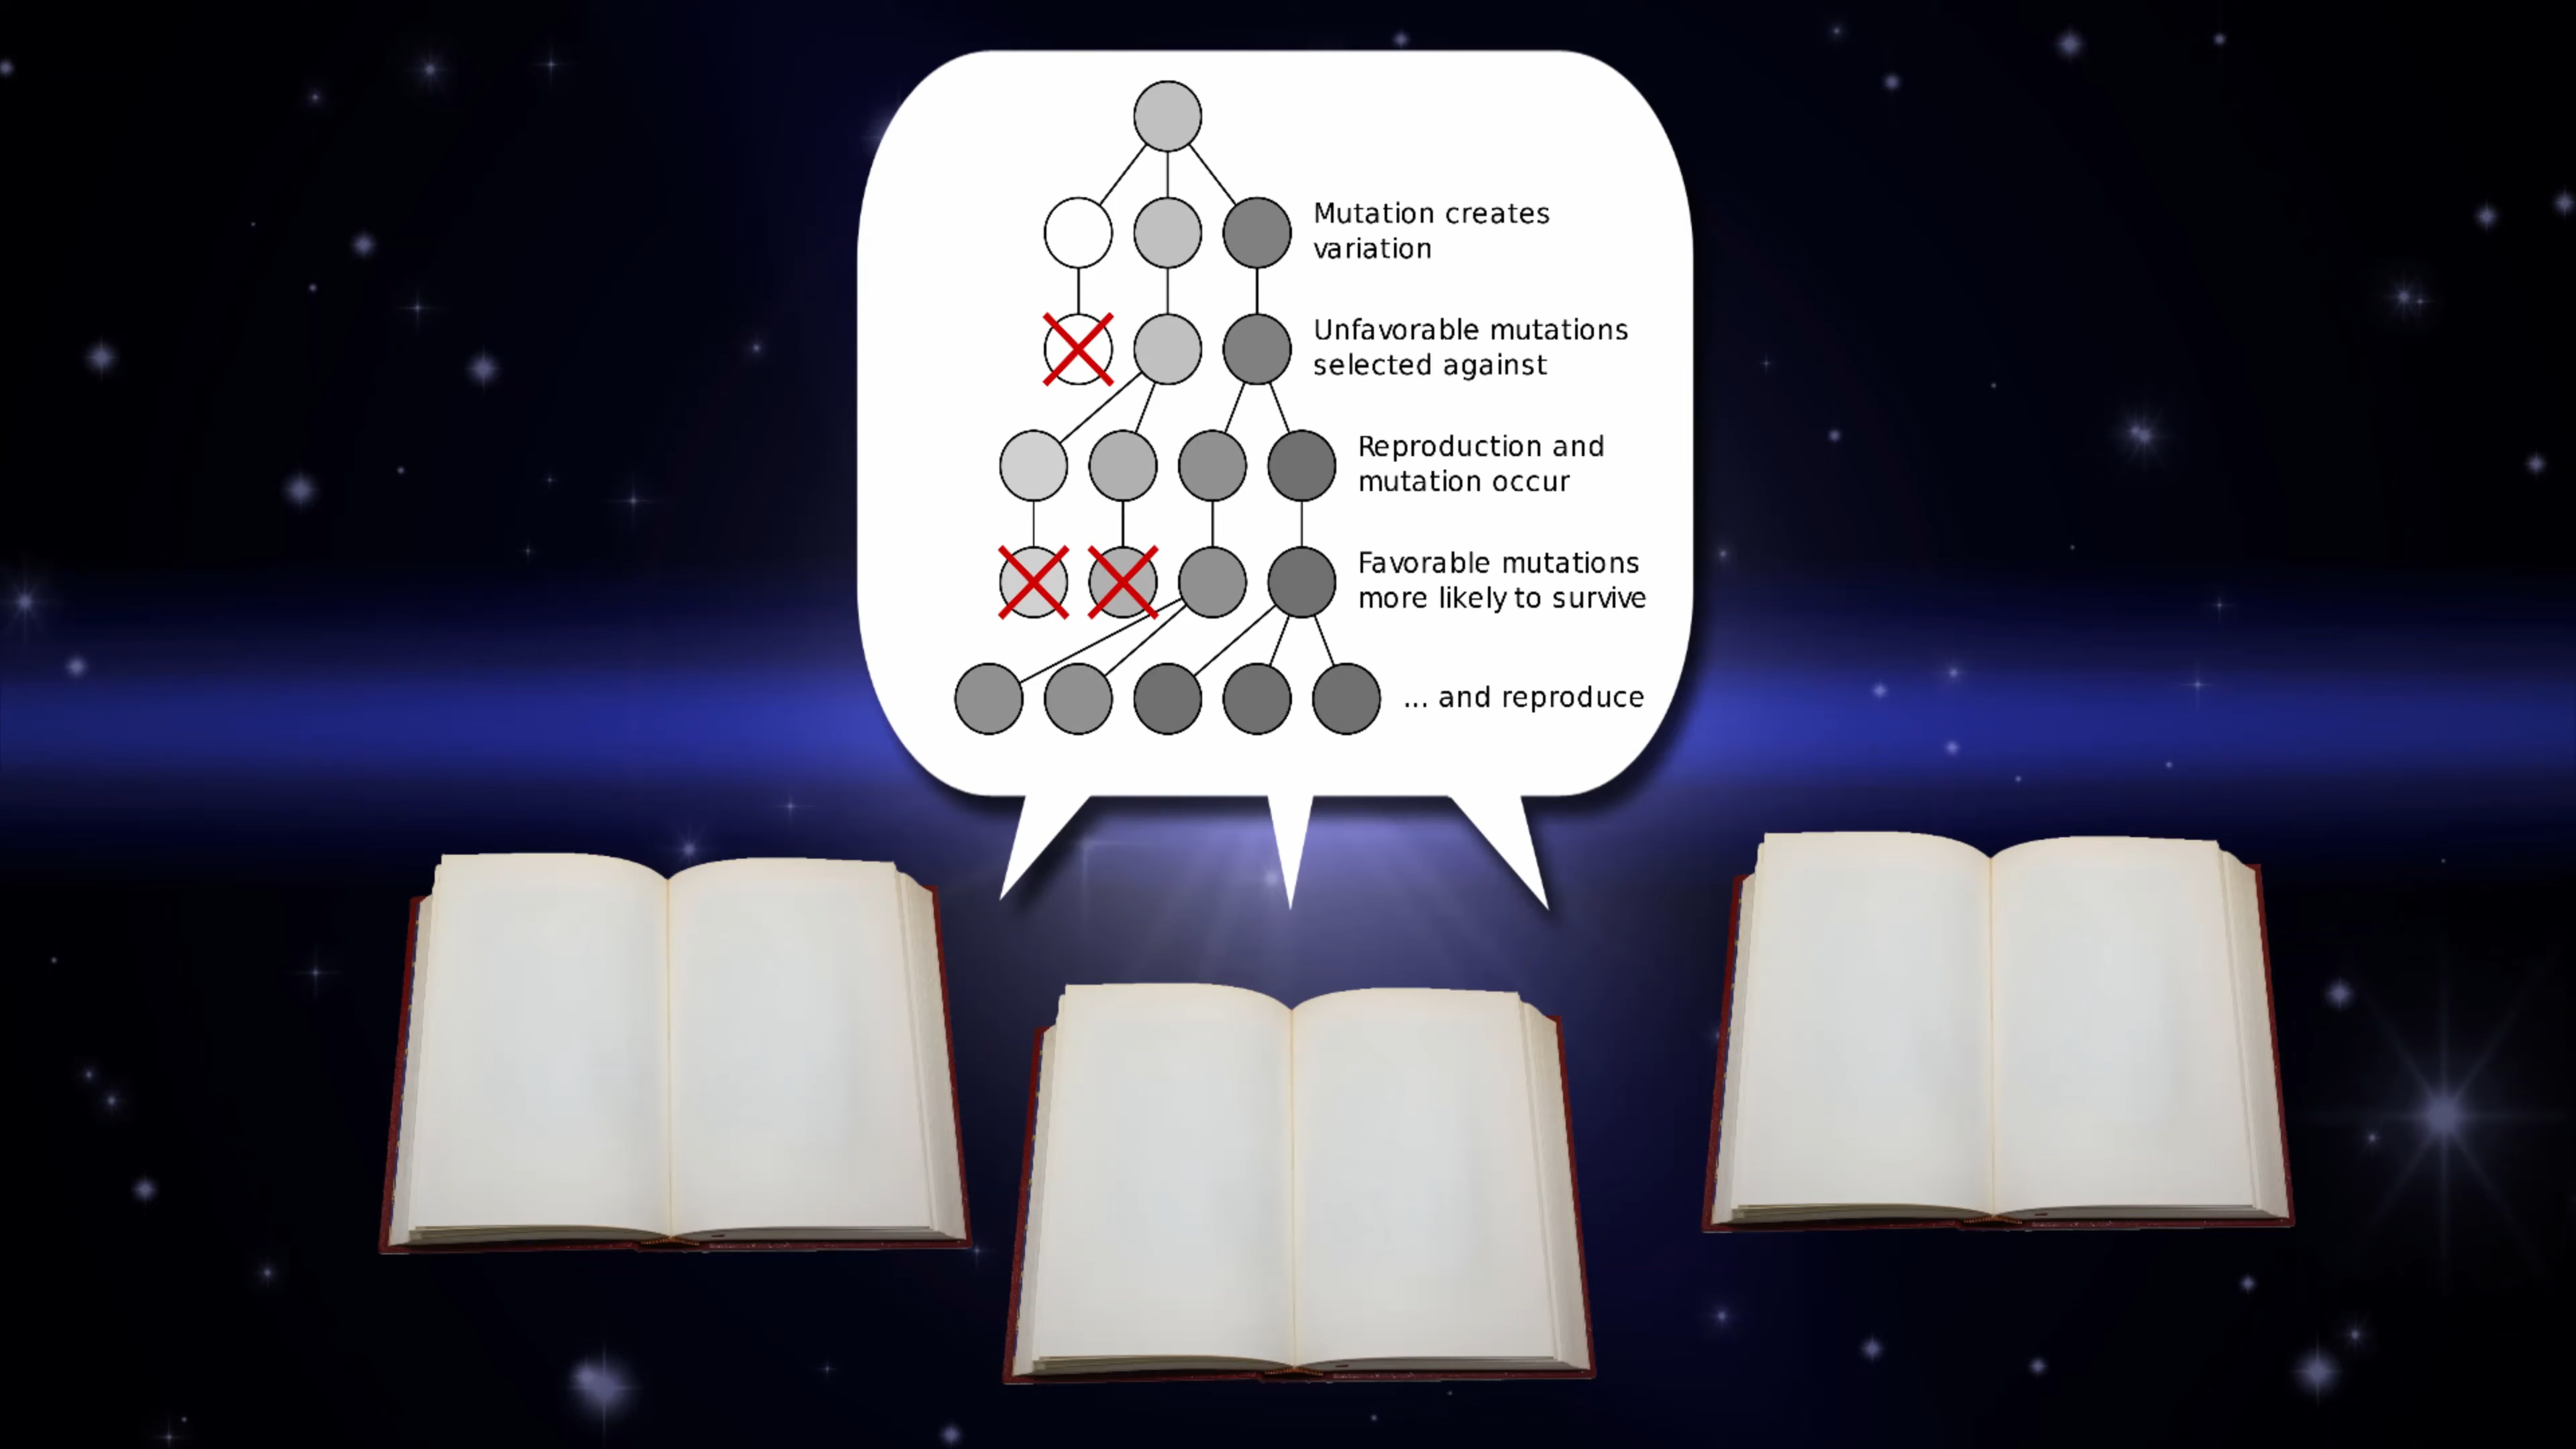 Mutation creates
variation
Unfavorable mutations
selected against
Reproduction and
mutation occur
Favorable mutations
more likely to survive
... and reproduce